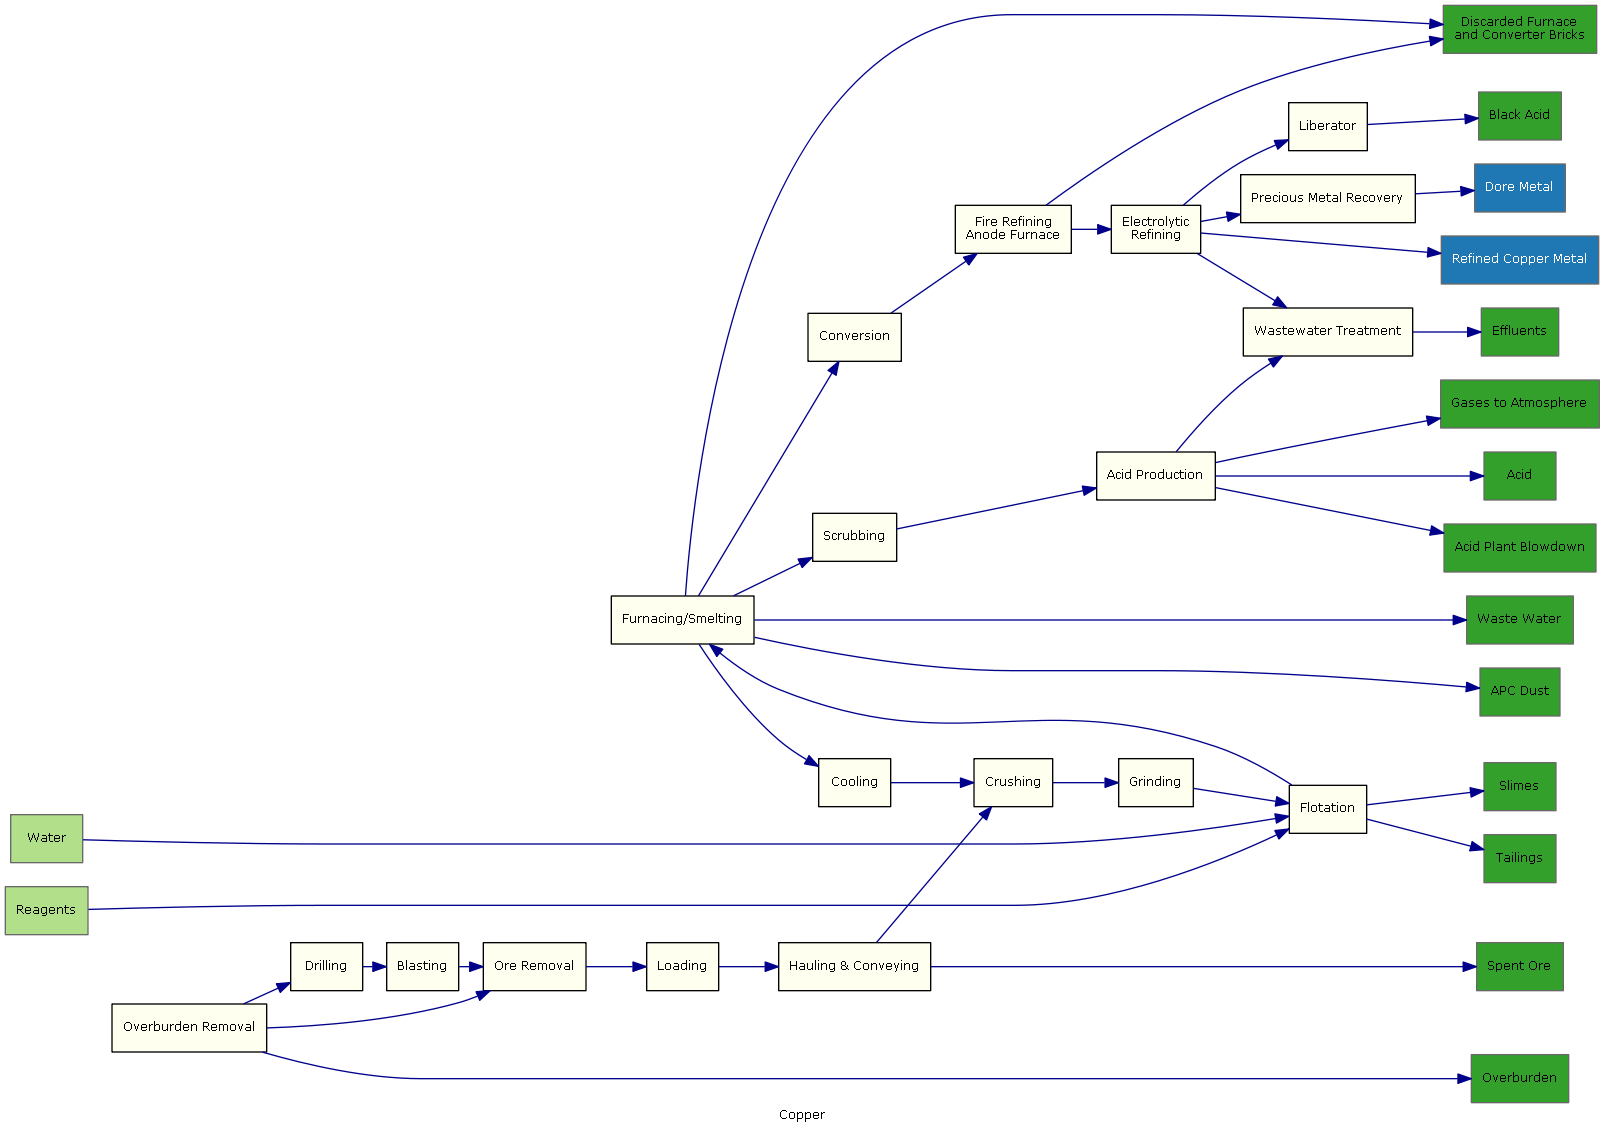 Discarded Furnace
and Converter Bricks
Liberator
Black Acid
Precious Metal Recovery
Dore Metal
Fire Refining
Anode Furnace
Electrolytic
Refining
Refined Copper Metal
Conversion
Wastewater Treatment
Effluents
Gases to Atmosphere
Acid Production
Acid
Scrubbing
Acid Plant Blowdown
Furnacing/Smelting
Waste Water
APC Dust
Cooling
Crushing
Grinding
Flotation
Slimes
Water
Tailings
Reagents
Drilling
Blasting
Ore Removal
Loading
Hauling & Conveying
Spent Ore
Overburden Removal
Overburden
Copper